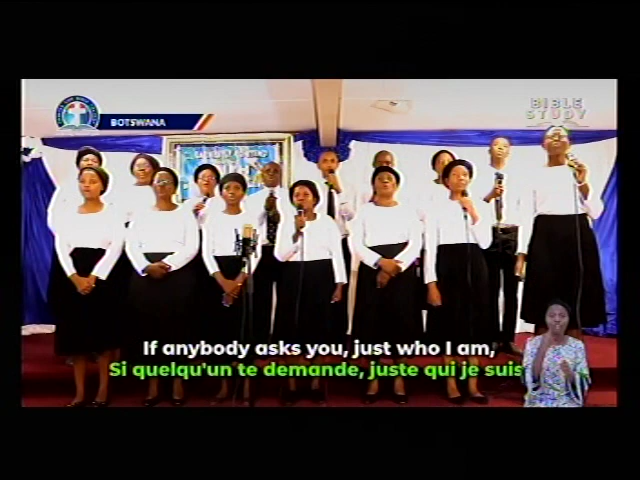 BOTSWANA
BIBLE
STUDY
If anybody asks you, just who I am,
Si quelqu'un te demande, juste qui je suis